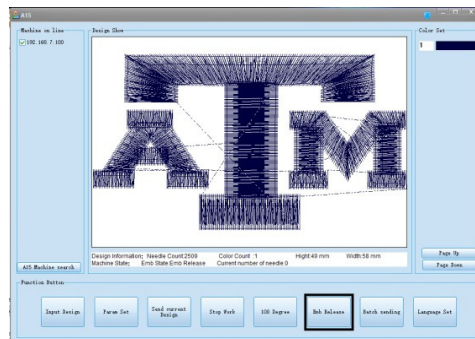 A15
Machine on line
192.168.7.100
A15 Machine search
Design Show
ATM
Design Information; Needle Count:2509 Color Count :1 Hight:49 mm Width:58 mm
Machine State; Emb State:Emb Release Current number of needle:0
Color Set
1
Page Up
Page Down
Function Button
Input Design
Param Set
Send current Design
Stop Work
180 Degree
Emb Release
Batch sending
Language Set